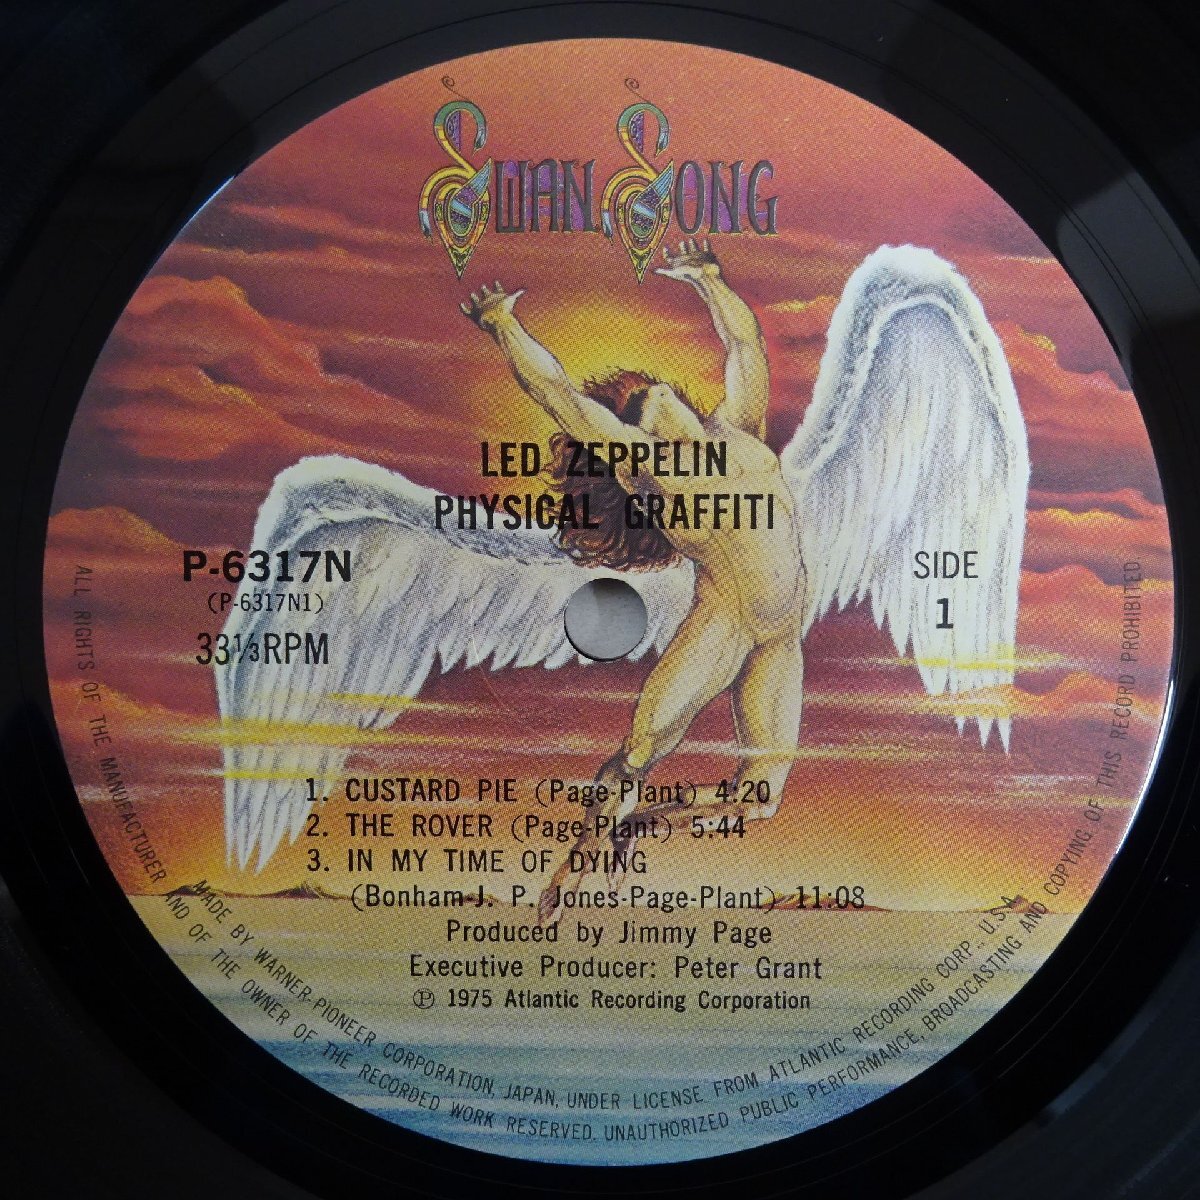 SWAN SONG
LED ZEPPELIN
PHYSICAL GRAFFITI
P-6317N
(P-6317N1)
33⅓RPM
SIDE
1
1. CUSTARD PIE (Page-Plant) 4:20
2. THE ROVER (Page-Plant) 5:44
3. IN MY TIME OF DYING
(Bonham-J. P. Jones-Page-Plant) 11:08
Produced by Jimmy Page
Executive Producer: Peter Grant
Ⓟ 1975 Atlantic Recording Corporation
MADE BY WARNER-PIONEER CORPORATION, JAPAN, UNDER LICENSE FROM ATLANTIC RECORDING CORP., U.S.A.
ALL RIGHTS OF THE MANUFACTURER AND OF THE OWNER OF THE RECORDED WORK RESERVED. UNAUTHORIZED PUBLIC PERFORMANCE, BROADCASTING AND COPYING OF THIS RECORD PROHIBITED